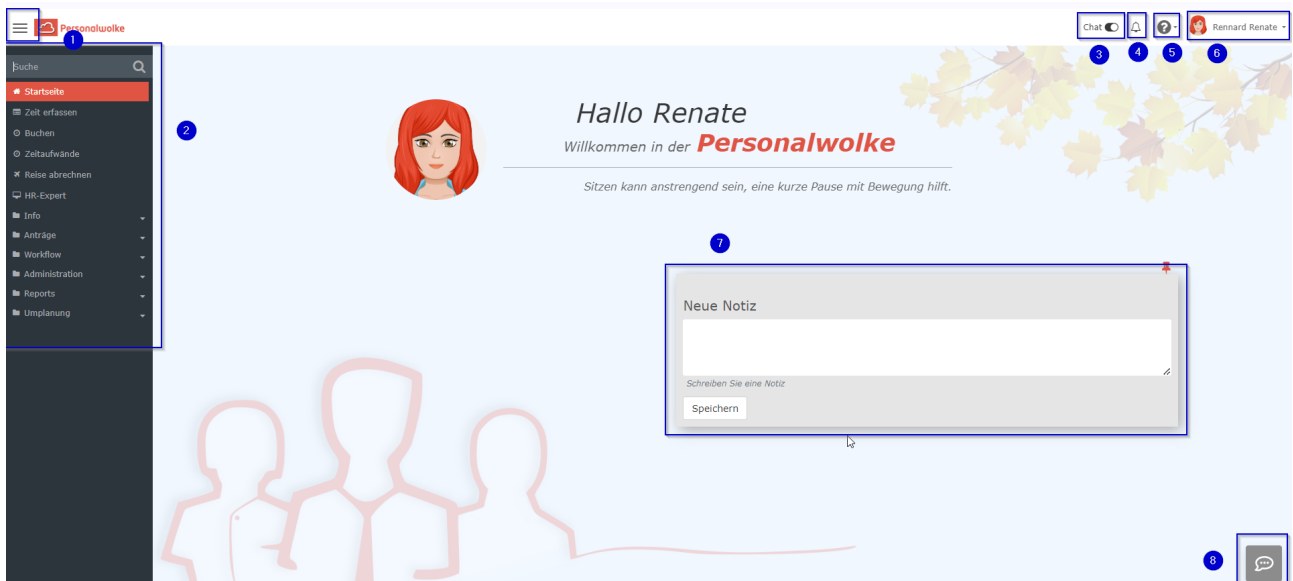 Personalwolke
Chat
Rennard Renate
1
3
4
5
6
Suche
Startseite
Zeit erfassen
Buchen
2
Zeitaufwände
Reise abrechnen
HR-Expert
Info
Anträge
Workflow
Administration
Reports
Umplanung
Hallo Renate
Willkommen in der Personalwolke
Sitzen kann anstrengend sein, eine kurze Pause mit Bewegung hilft.
7
Neue Notiz
Schreiben Sie eine Notiz
Speichern
8